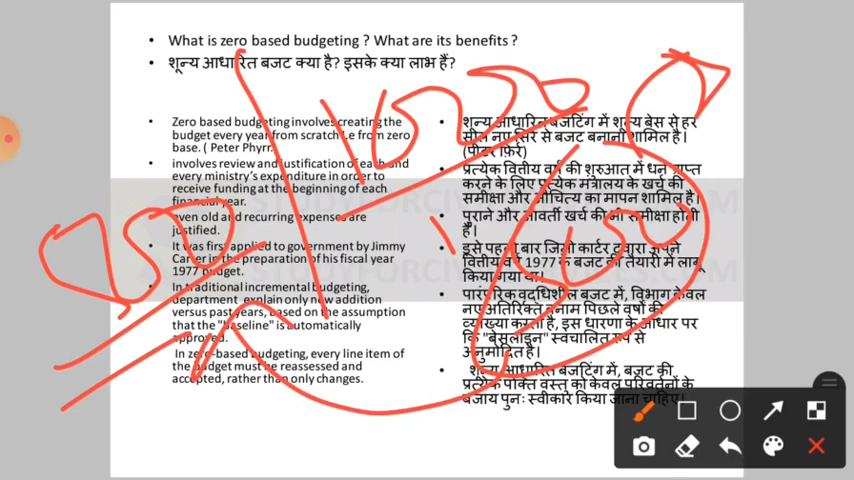 What is zero based budgeting ? What are its benefits ?
शून्य आधारित बजट क्या है? इसके क्या लाभ हैं?
Zero based budgeting involves creating the
budget every year from scratch i.e from zero
base. ( Peter Phyrr.
involves review and justification of each and
every ministry's expenditure in order to
receive funding at the beginning of each
financial year.
even old and recurring expenses are
justified.
It was first applied to government by Jimmy
Carter in the preparation of his fiscal year
1977 budget.
In traditional incremental budgeting,
department explain only new addition
versus past years, based on the assumption
that the "baseline" is automatically
approved.
In zero-based budgeting, every line item of
the budget must be reassessed and
accepted, rather than only changes.
शून्य आधारित बजटिंग में शून्य बेस से हर
नए सिरे से बजट बनाना शामिल है।
प्रत्येक वित्तीय वर्ष की शुरुआत में धन प्राप्त
करने के लिए प्रत्येक मंत्रालय के खर्च की
समीक्षा और औचित्य का मापन शामिल है।
पुराने और आवर्ती खर्च की भी समीक्षा होती
है।
इसे पहली बार जिमी कार्टर द्वारा अपने
वित्तीय वर्ष 1977 के बजट की तैयारी में लागू
किया गया था।
पारंपरिक वृद्धिशील बजट में, विभाग केवल
नए अतिरिक्त बनाम पिछले वर्षों की
व्याख्या करता है, इस धारणा के आधार पर
कि "बेसलाइन" स्वचालित रूप से
अनुमोदित है।
शून्य आधारित बजटिंग में, बजट की
प्रत्येक पंक्ति वस्तु को केवल परिवर्तनों के
बजाय पुनः स्वीकार किया जाना चाहिए।